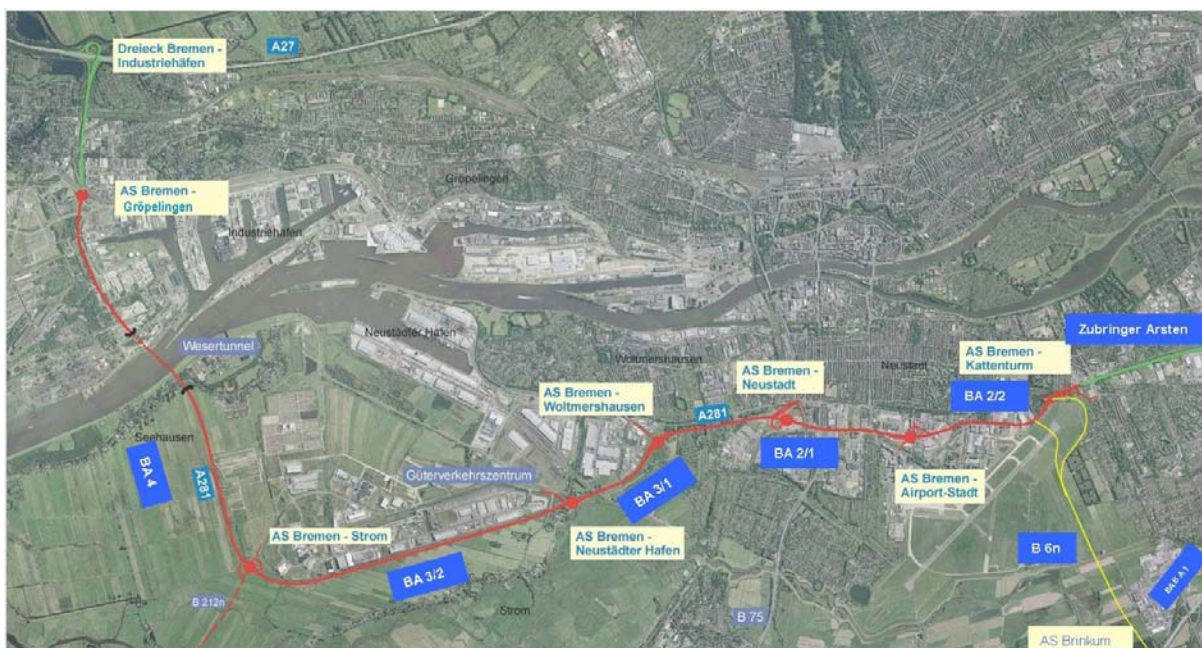 A27
Dreieck Bremen -
Industriehäfen
AS Bremen -
Gröpelingen
Gröpelingen
Industriehäfen
Zubringer Arsten
Neustädter Hafen
Wesertunnel
AS Bremen -
Kattenturm
Woltmershausen
Neustadt
AS Bremen -
Neustadt
BA 2/2
AS Bremen -
Woltmershausen
A281
Seehausen
BA 4
A281
Güterverkehrszentrum
BA 3/1
BA 2/1
AS Bremen -
Airport-Stadt
AS Bremen - Strom
AS Bremen -
Neustädter Hafen
B 6n
BA 3/2
BAB A 1
B 212n
Strom
B 75
AS Brinkum